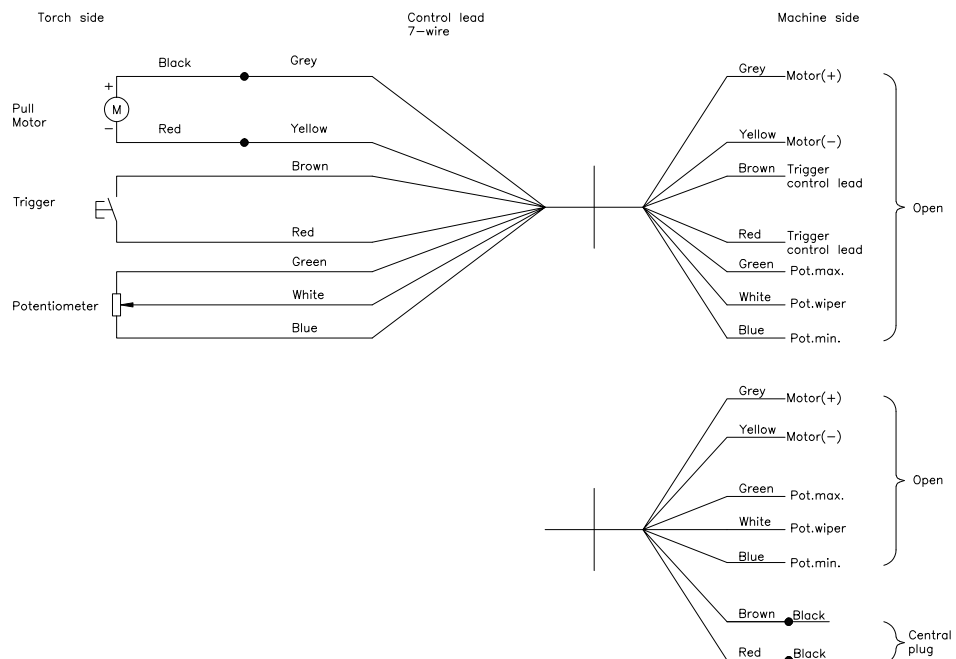 Torch side
Control lead
7-wire
Machine side
Black
Grey
Grey
Motor(+)
+
Pull
Motor
M
−
Red
Yellow
Yellow
Motor(−)
Brown
Brown
Trigger
control lead
Trigger
Open
Red
Red
Trigger
control lead
Green
Green
Pot.max.
Potentiometer
White
White
Pot.wiper
Blue
Blue
Pot.min.
Grey
Motor(+)
Yellow
Motor(−)
Open
Green
Pot.max.
White
Pot.wiper
Blue
Pot.min.
Brown
Black
Central
plug
Red
Black